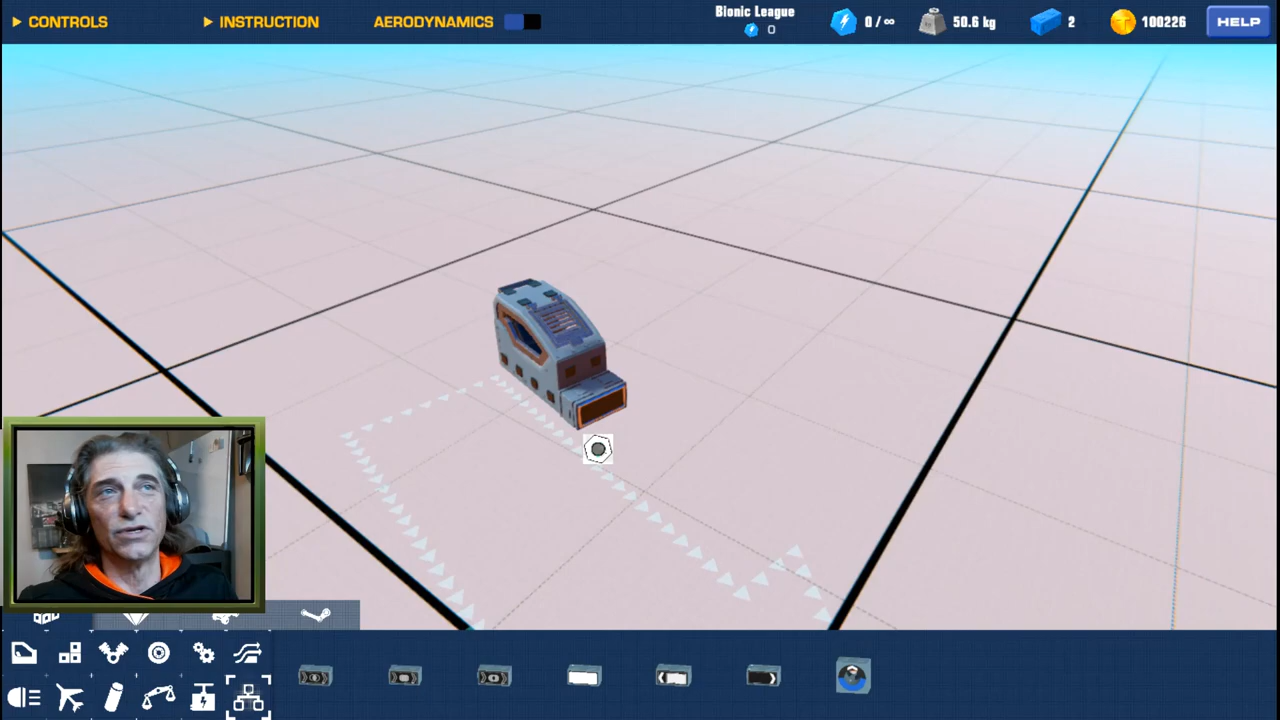 CONTROLS
INSTRUCTION
AERODYNAMICS
Bionic League
0
0 / ∞
50.6 kg
2
100226
HELP